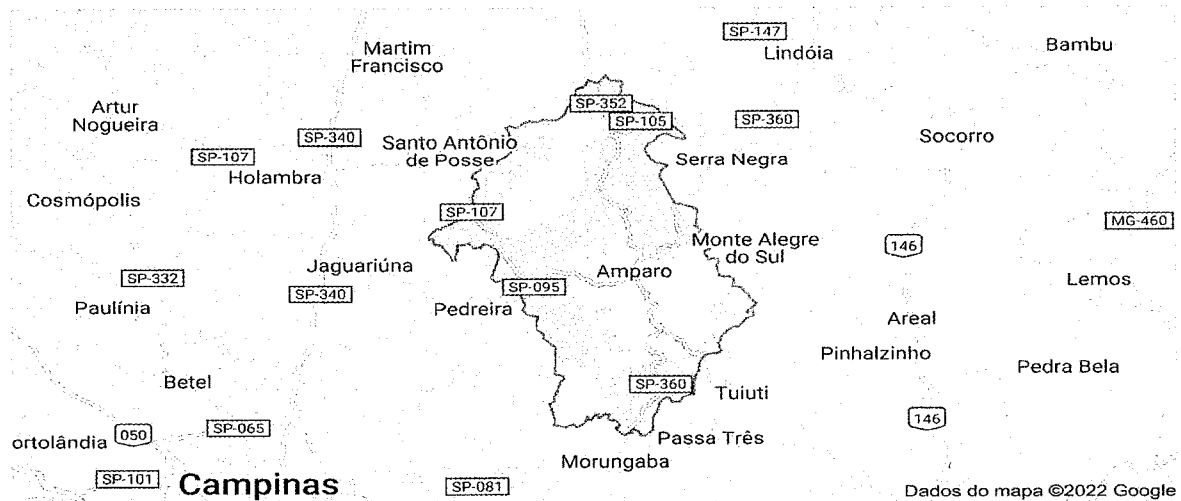 SP-147
Lindóia
Bambu
Martim
Francisco
Artur
Nogueira
SP-352
SP-105
SP-360
SP-340
Santo Antônio
de Posse
Socorro
SP-107
Holambra
Serra Negra
Cosmópolis
SP-107
MG-460
Monte Alegre
do Sul
146
Jaguariúna
Amparo
SP-332
SP-095
Lemos
SP-340
Paulínia
Pedreira
Areal
Pinhalzinho
Pedra Bela
Betel
SP-360
Tuiuti
146
ortolândia
050
SP-065
Passa Três
Morungaba
SP-101
Campinas
SP-081
Dados do mapa ©2022 Google